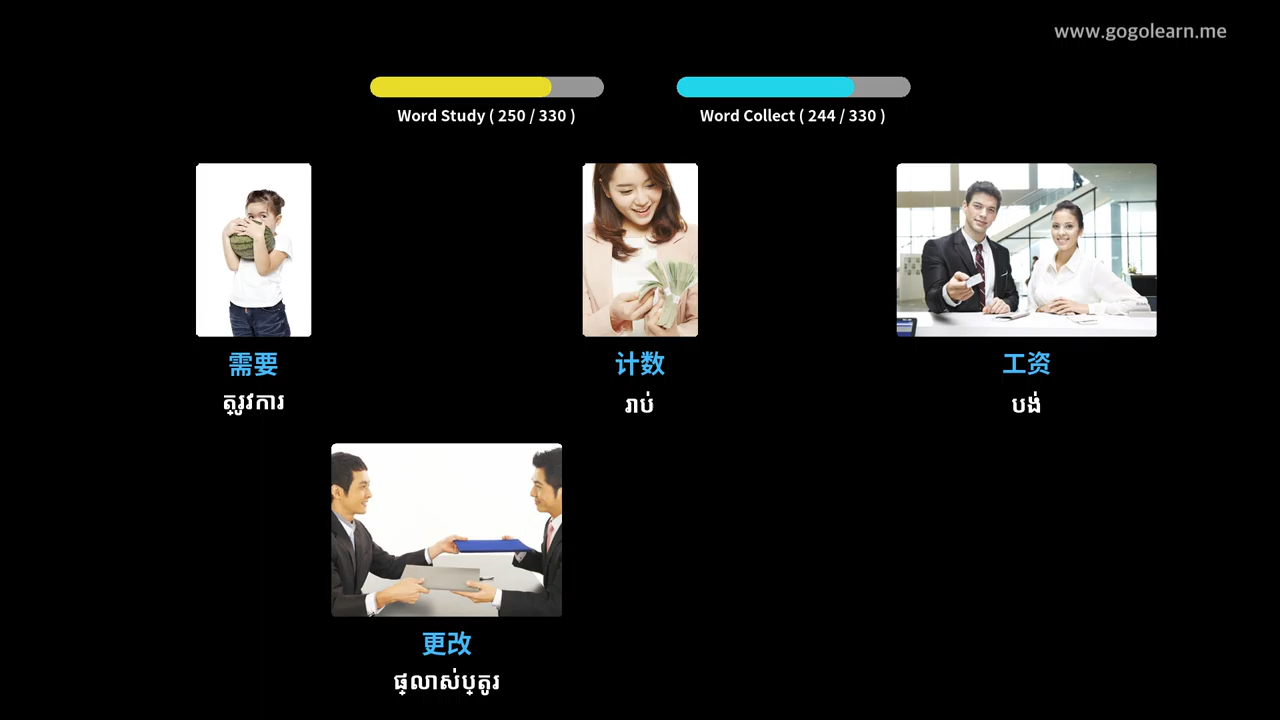 www.gogolearn.me
Word Study ( 250 / 330 )
Word Collect ( 244 / 330 )
需要
ត្រូវការ
计数
រាប់
工资
បង់
更改
ផ្លាស់ប្តូរ